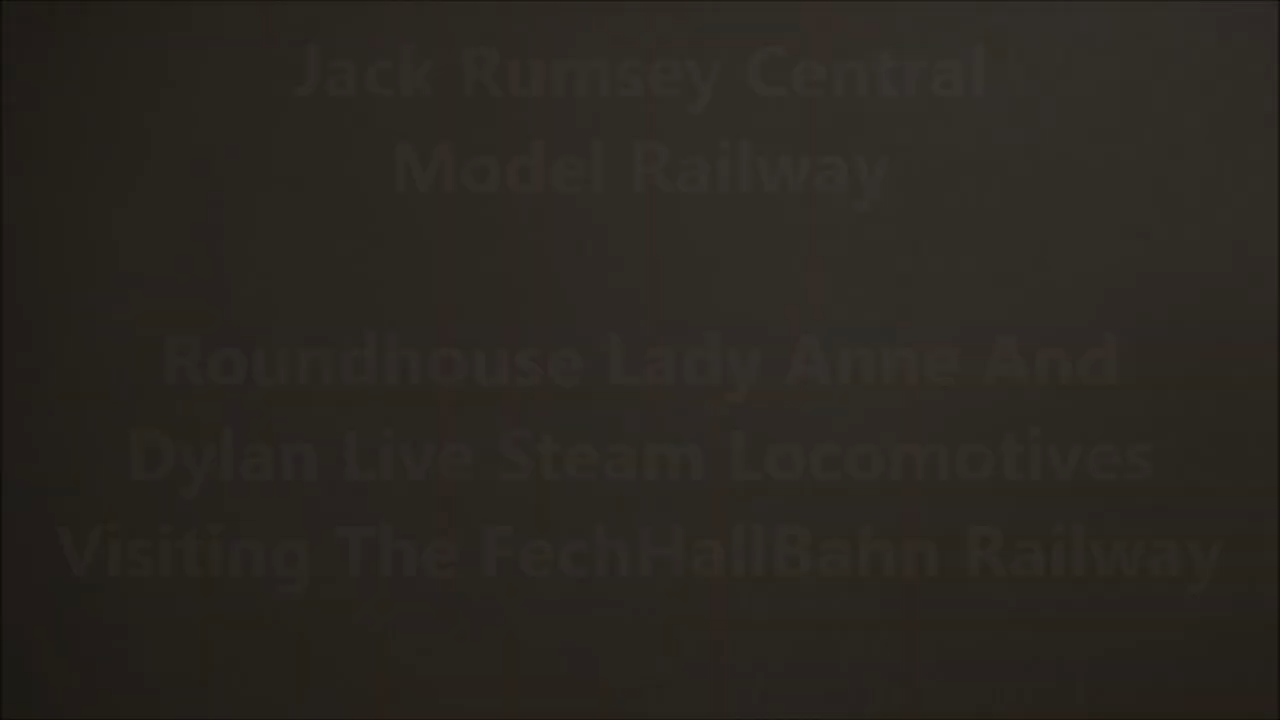 Jack Rumsey Central
Model Railway
Roundhouse Lady Anne And
Dylan Live Steam Locomotives
Visiting The FechHallBahn Railway